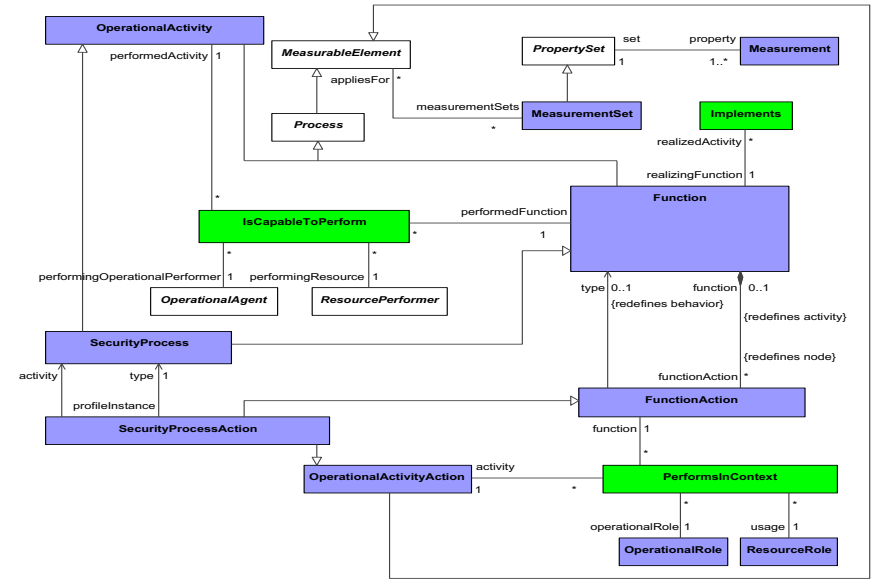 OperationalActivity
performedActivity 1
MeasurableElement
appliesFor *
PropertySet
set
1
property
1..*
Measurement
measurementSets
*
MeasurementSet
Implements
Process
realizedActivity *
realizingFunction 1
Function
*
IsCapableToPerform
performedFunction
*
1
*
*
performingOperationalPerformer 1
performingResource 1
OperationalAgent
ResourcePerformer
type 0..1
{redefines behavior}
function 0..1
{redefines activity}
SecurityProcess
{redefines node}
activity
type 1
functionAction *
profileInstance
FunctionAction
SecurityProcessAction
function 1
*
OperationalActivityAction
activity
1
*
PerformsInContext
*
*
operationalRole 1
usage 1
OperationalRole
ResourceRole